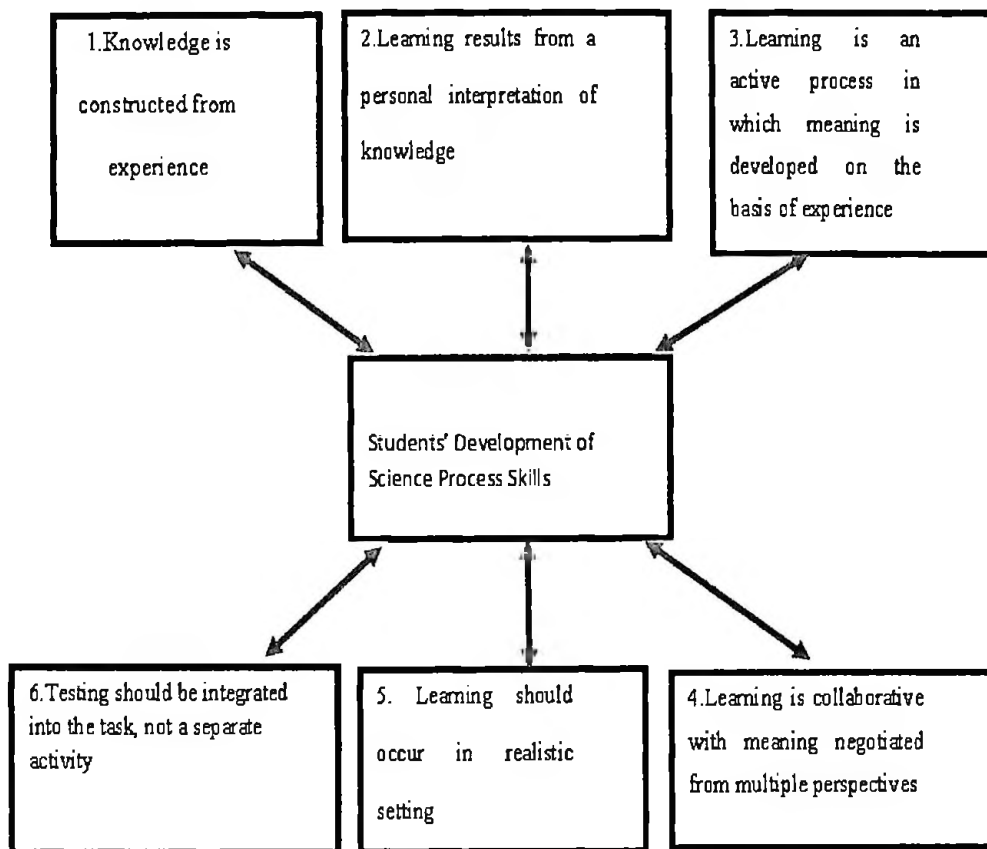 1.Knowledge is
constructed from
experience
2.Learning results from a
personal interpretation of
knowledge
3.Learning is an
active process in
which meaning is
developed on the
basis of experience
Students' Development of
Science Process Skills
6.Testing should be integrated
into the task, not a separate
activity
5. Learning should
occur in realistic
setting
4.Learning is collaborative
with meaning negotiated
from multiple perspectives